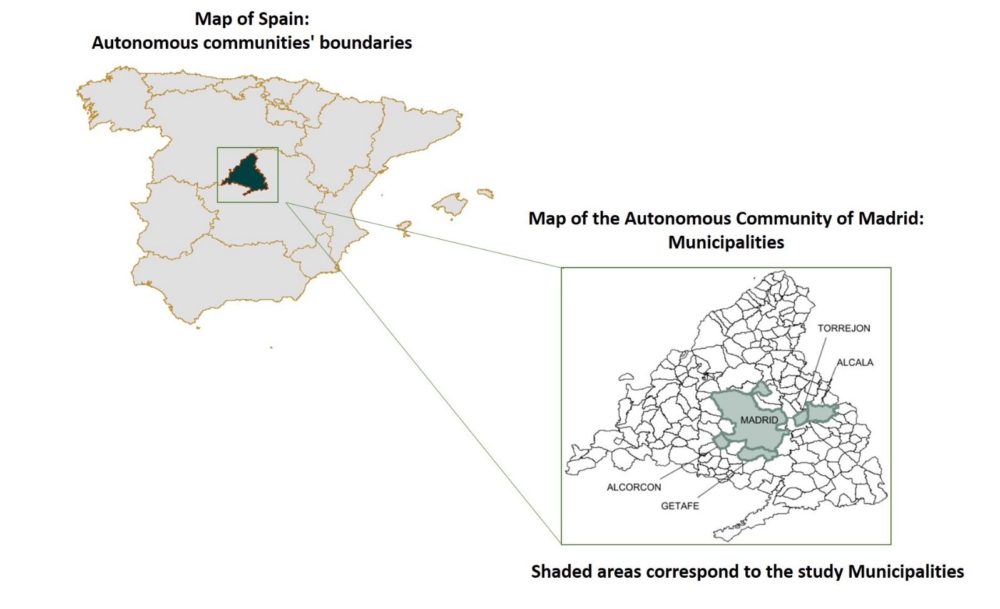 Map of Spain:
Autonomous communities' boundaries
Map of the Autonomous Community of Madrid:
Municipalities
TORREJON
ALCALA
MADRID
ALCORCON
GETAFE
Shaded areas correspond to the study Municipalities